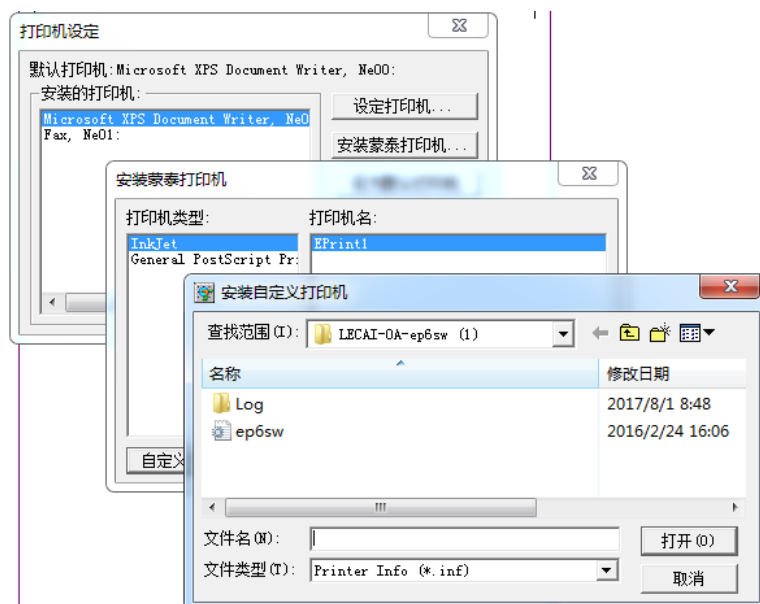 打印机设定
默认打印机:Microsoft XPS Document Writer, Ne00:
安装的打印机:
Microsoft XPS Document Writer, Ne0
Fax, Ne01:
设定打印机...
安装蒙泰打印机...
安装蒙泰打印机
打印机类型:
打印机名:
InkJet
EPrint1
General PostScript Pr:
自定义
安装自定义打印机
查找范围(I):
LECAI-OA-ep6sw (1)
名称
修改日期
Log
2017/8/1 8:48
ep6sw
2016/2/24 16:06
文件名(N):
打开(O)
文件类型(T):
Printer Info (*.inf)
取消